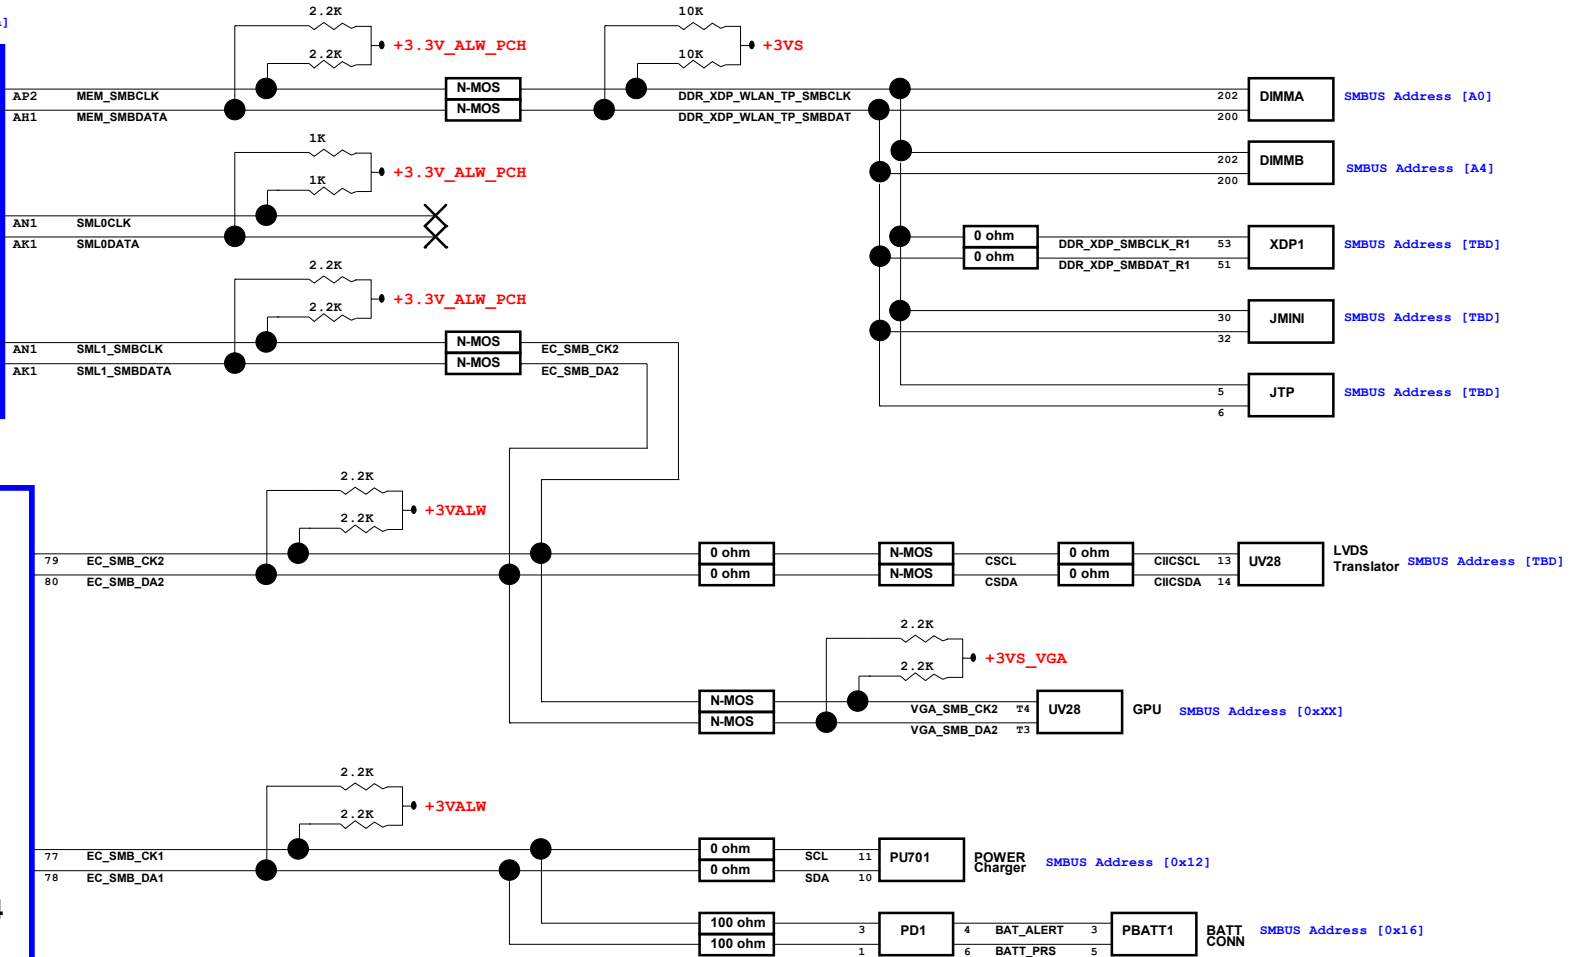 ]
2.2K
2.2K
+3.3V_ALW_PCH
10K
10K
+3VS
AP2 MEM_SMBCLK N-MOS DDR_XDP_WLAN_TP_SMBCLK 202 DIMMA SMBUS Address [A0]
AH1 MEM_SMBDATA N-MOS DDR_XDP_WLAN_TP_SMBDAT 200
1K
1K
+3.3V_ALW_PCH
202 DIMMB SMBUS Address [A4]
200
AN1 SML0CLK
AK1 SML0DATA
0 ohm DDR_XDP_SMBCLK_R1 53 XDP1 SMBUS Address [TBD]
0 ohm DDR_XDP_SMBDAT_R1 51
2.2K
2.2K
+3.3V_ALW_PCH
30 JMINI SMBUS Address [TBD]
32
AN1 SML1_SMBCLK N-MOS EC_SMB_CK2
AK1 SML1_SMBDATA N-MOS EC_SMB_DA2
5 JTP SMBUS Address [TBD]
6
2.2K
2.2K
+3VALW
79 EC_SMB_CK2 0 ohm N-MOS CSCL 0 ohm CIICSCL 13 UV28 LVDS
80 EC_SMB_DA2 0 ohm N-MOS CSDA 0 ohm CIICSDA 14 Translator SMBUS Address [TBD]
2.2K
2.2K
+3VS_VGA
N-MOS VGA_SMB_CK2 T4 UV28 GPU SMBUS Address [0xXX]
N-MOS VGA_SMB_DA2 T3
2.2K
2.2K
+3VALW
77 EC_SMB_CK1 0 ohm SCL 11 PU701 POWER
78 EC_SMB_DA1 0 ohm SDA 10 Charger SMBUS Address [0x12]
100 ohm 3 PD1 4 BAT_ALERT 3 PBATT1 BATT SMBUS Address [0x16]
100 ohm 1 6 BATT_PRS 5 CONN